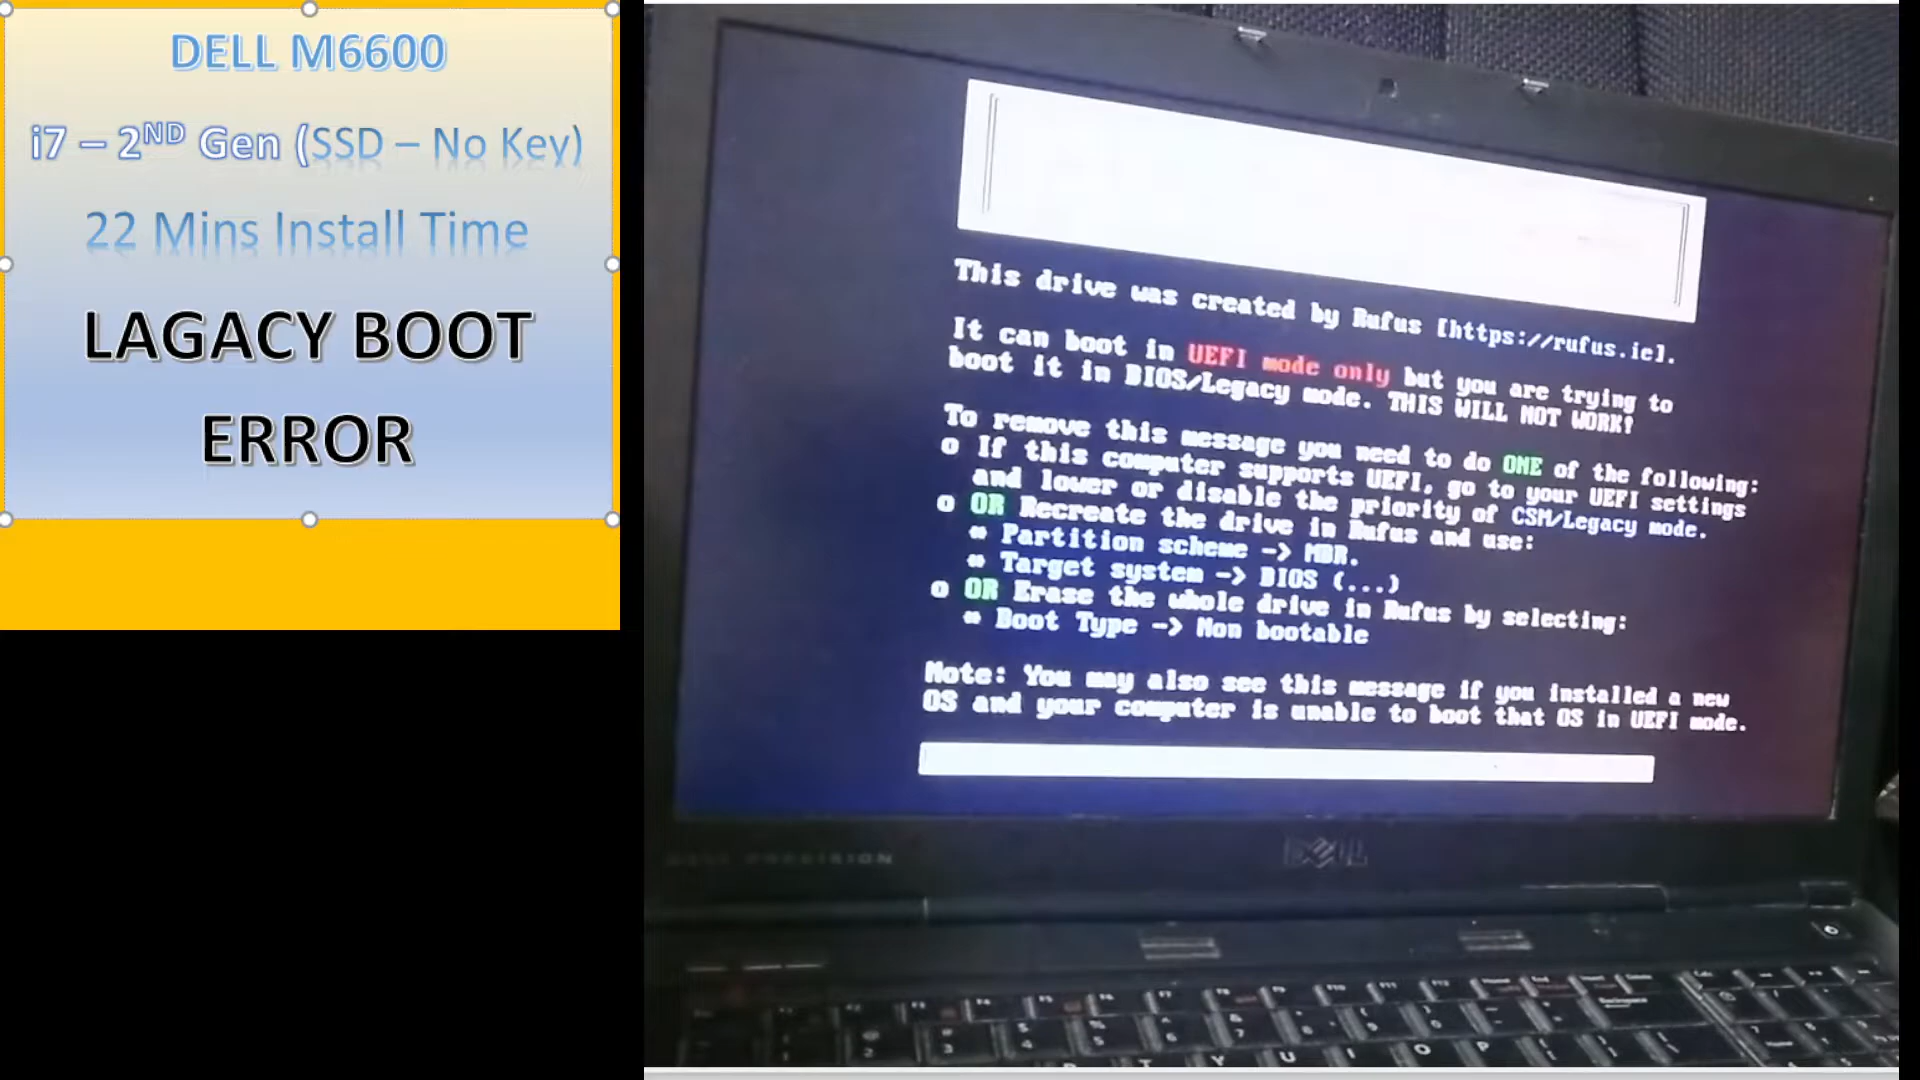 DELL M6600
i7 – 2ND Gen (SSD – No Key)
22 Mins Install Time
LAGACY BOOT
ERROR
This drive was created by Rufus [https://rufus.ie].
It can boot in UEFI mode only but you are trying to
boot it in BIOS/Legacy mode. THIS WILL NOT WORK!
To remove this message you need to do ONE of the following:
o If this computer supports UEFI, go to your UEFI settings
and lower or disable the priority of CSM/Legacy mode.
o OR Recreate the drive in Rufus and use:
* Partition scheme -> MBR.
* Target system -> BIOS (...)
o OR Erase the whole drive in Rufus by selecting:
* Boot Type -> Non bootable
Note: You may also see this message if you installed a new
OS and your computer is unable to boot that OS in UEFI mode.
DELL PRECISION
DELL